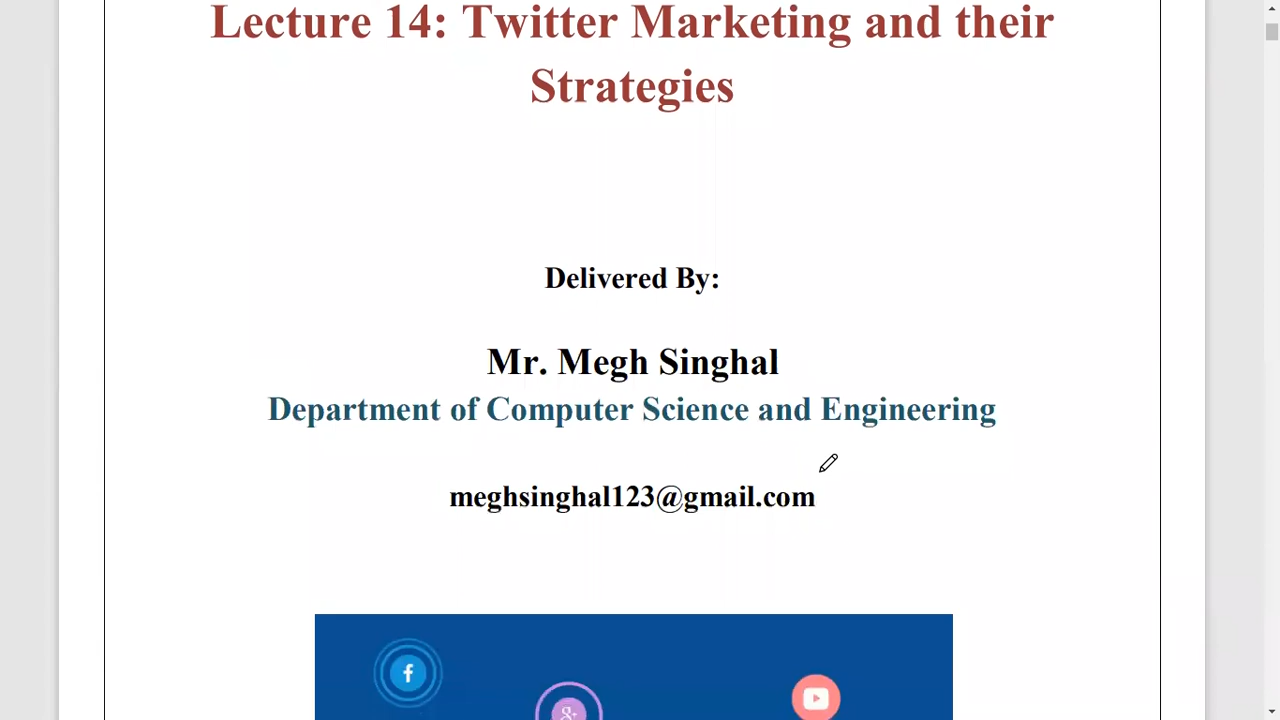 Lecture 14: Twitter Marketing and their
Strategies
Delivered By:
Mr. Megh Singhal
Department of Computer Science and Engineering
meghsinghal123@gmail.com
f
8+